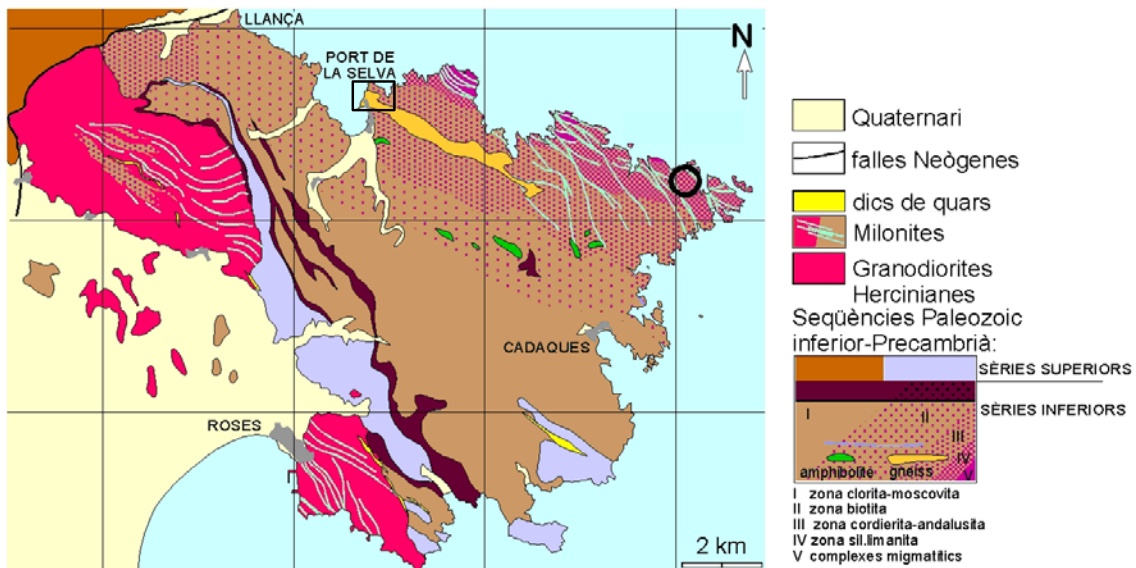 LLANÇA
PORT DE
LA SELVA
N
CADAQUES
ROSES
2 km
Quaternari
falles Neògenes
dics de quars
Milonites
Granodiorites
Hercinianes
Seqüències Paleozoic
inferior-Precambrià:
SÈRIES SUPERIORS
SÈRIES INFERIORS
I
II
III
IV
V
amphibolite gneiss
I zona clorita-moscovita
II zona biotita
III zona cordierita-andalusita
IV zona sil.limanita
V complexes migmatítics